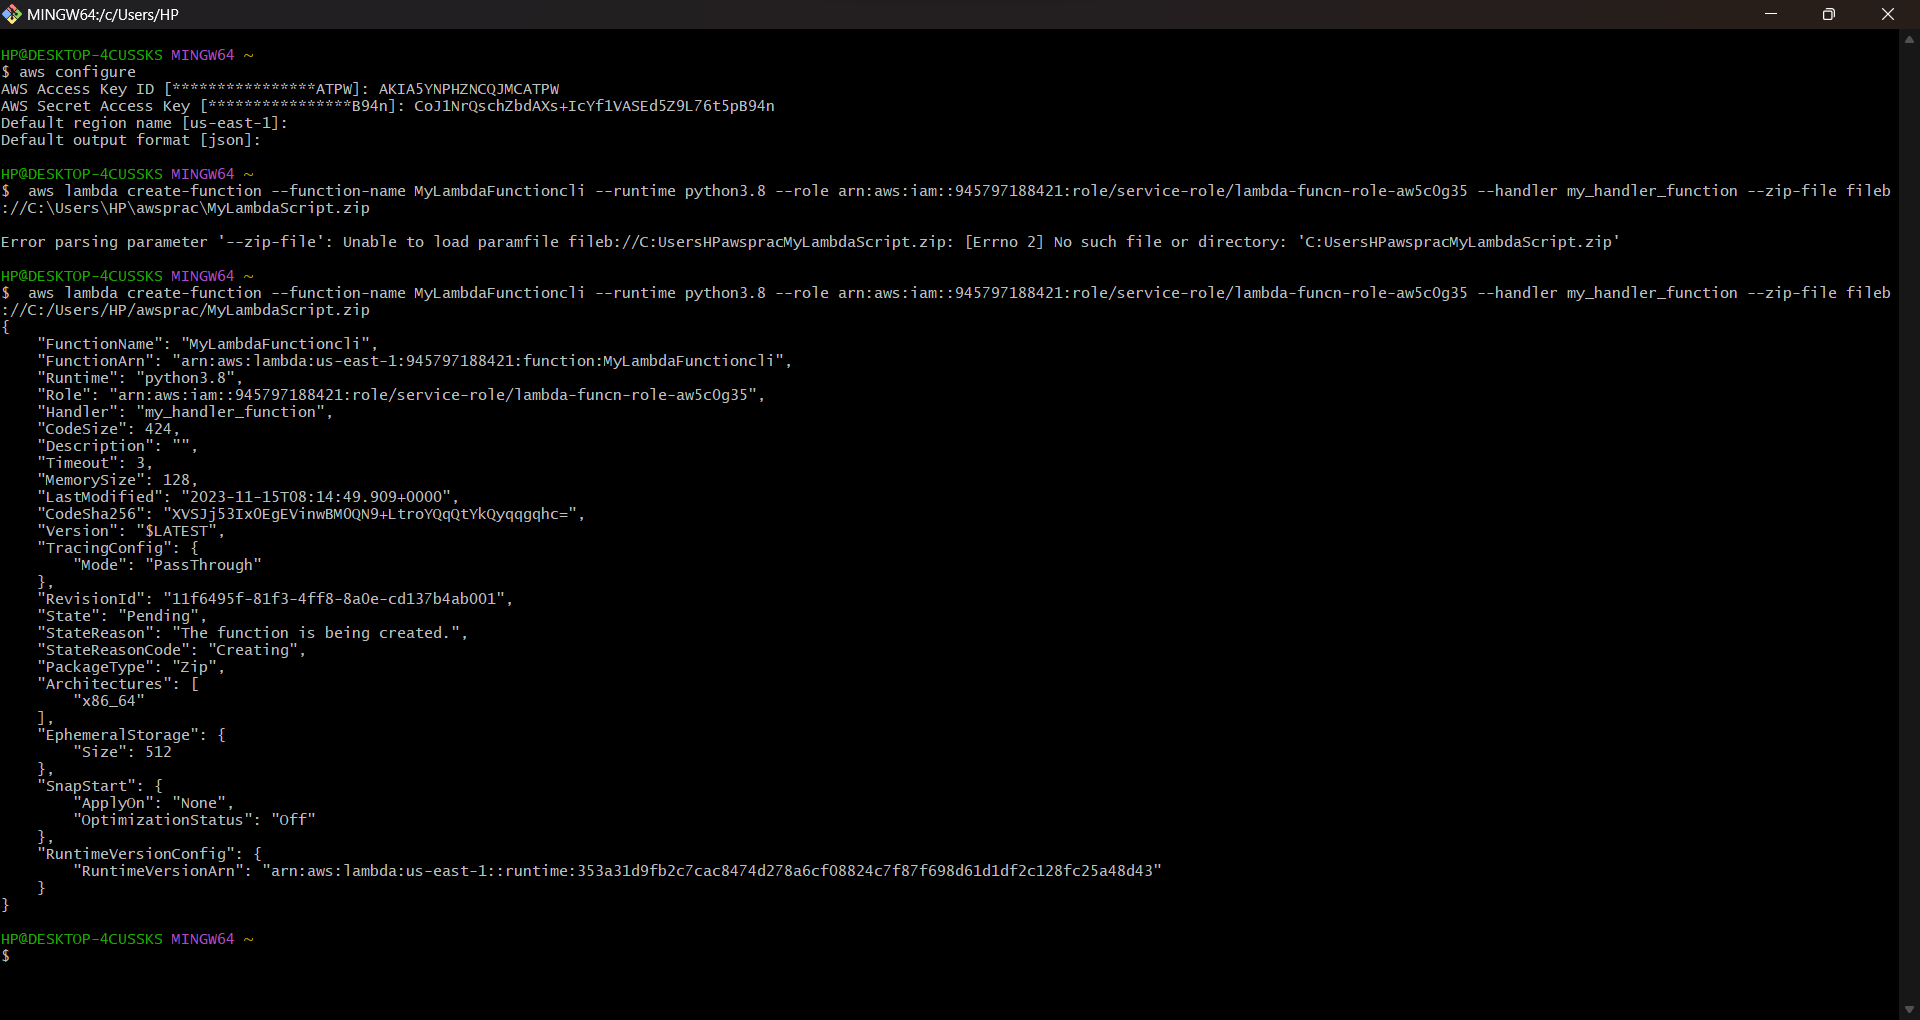 MINGW64:/c/Users/HP
HP@DESKTOP-4CUSSKS MINGW64 ~
$ aws configure
AWS Access Key ID [****************ATPW]: [REDACTED CREDENTIAL]
AWS Secret Access Key [****************B94n]: [REDACTED CREDENTIAL]
Default region name [us-east-1]:
Default output format [json]:
HP@DESKTOP-4CUSSKS MINGW64 ~
$  aws lambda create-function --function-name MyLambdaFunctioncli --runtime python3.8 --role arn:aws:iam::945797188421:role/service-role/lambda-funcn-role-aw5c0g35 --handler my_handler_function --zip-file fileb
://C:\Users\HP\awsprac\MyLambdaScript.zip
Error parsing parameter '--zip-file': Unable to load paramfile fileb://C:UsersHPawspracMyLambdaScript.zip: [Errno 2] No such file or directory: 'C:UsersHPawspracMyLambdaScript.zip'
HP@DESKTOP-4CUSSKS MINGW64 ~
$  aws lambda create-function --function-name MyLambdaFunctioncli --runtime python3.8 --role arn:aws:iam::945797188421:role/service-role/lambda-funcn-role-aw5c0g35 --handler my_handler_function --zip-file fileb
://C:/Users/HP/awsprac/MyLambdaScript.zip
{
    "FunctionName": "MyLambdaFunctioncli",
    "FunctionArn": "arn:aws:lambda:us-east-1:945797188421:function:MyLambdaFunctioncli",
    "Runtime": "python3.8",
    "Role": "arn:aws:iam::945797188421:role/service-role/lambda-funcn-role-aw5c0g35",
    "Handler": "my_handler_function",
    "CodeSize": 424,
    "Description": "",
    "Timeout": 3,
    "MemorySize": 128,
    "LastModified": "2023-11-15T08:14:49.909+0000",
    "CodeSha256": "XVSJj53IxOEgEVinwBMOQN9+LtroYQqQtYkQyqqgqhc=",
    "Version": "$LATEST",
    "TracingConfig": {
        "Mode": "PassThrough"
    },
    "RevisionId": "11f6495f-81f3-4ff8-8a0e-cd137b4ab001",
    "State": "Pending",
    "StateReason": "The function is being created.",
    "StateReasonCode": "Creating",
    "PackageType": "Zip",
    "Architectures": [
        "x86_64"
    ],
    "EphemeralStorage": {
        "Size": 512
    },
    "SnapStart": {
        "ApplyOn": "None",
        "OptimizationStatus": "Off"
    },
    "RuntimeVersionConfig": {
        "RuntimeVersionArn": "arn:aws:lambda:us-east-1::runtime:353a31d9fb2c7cac8474d278a6cf08824c7f87f698d61d1df2c128fc25a48d43"
    }
}
HP@DESKTOP-4CUSSKS MINGW64 ~
$